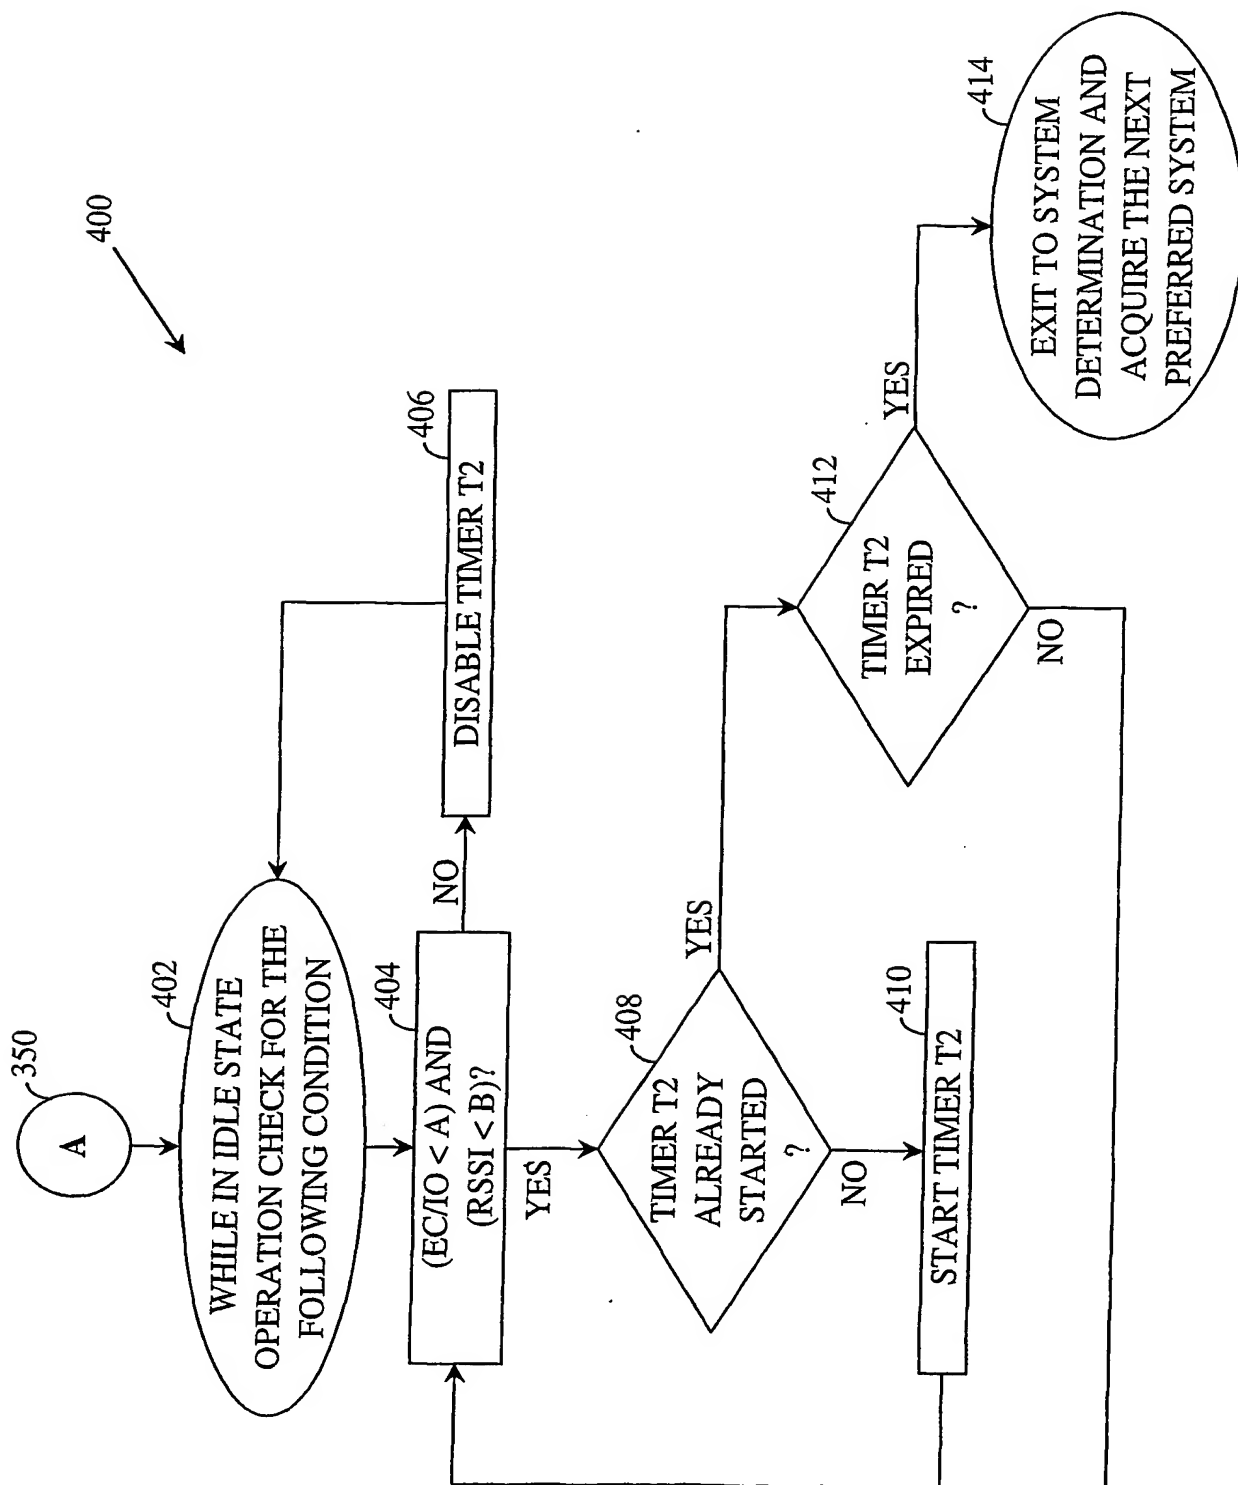 350
A
402
WHILE IN IDLE STATE
OPERATION CHECK FOR THE
FOLLOWING CONDITION
400
404
(EC/IO < A) AND
(RSSI < B)?
NO
406
DISABLE TIMER T2
YES
408
TIMER T2
ALREADY
STARTED
?
YES
NO
410
START TIMER T2
412
TIMER T2
EXPIRED
?
YES
NO
414
EXIT TO SYSTEM
DETERMINATION AND
ACQUIRE THE NEXT
PREFERRED SYSTEM